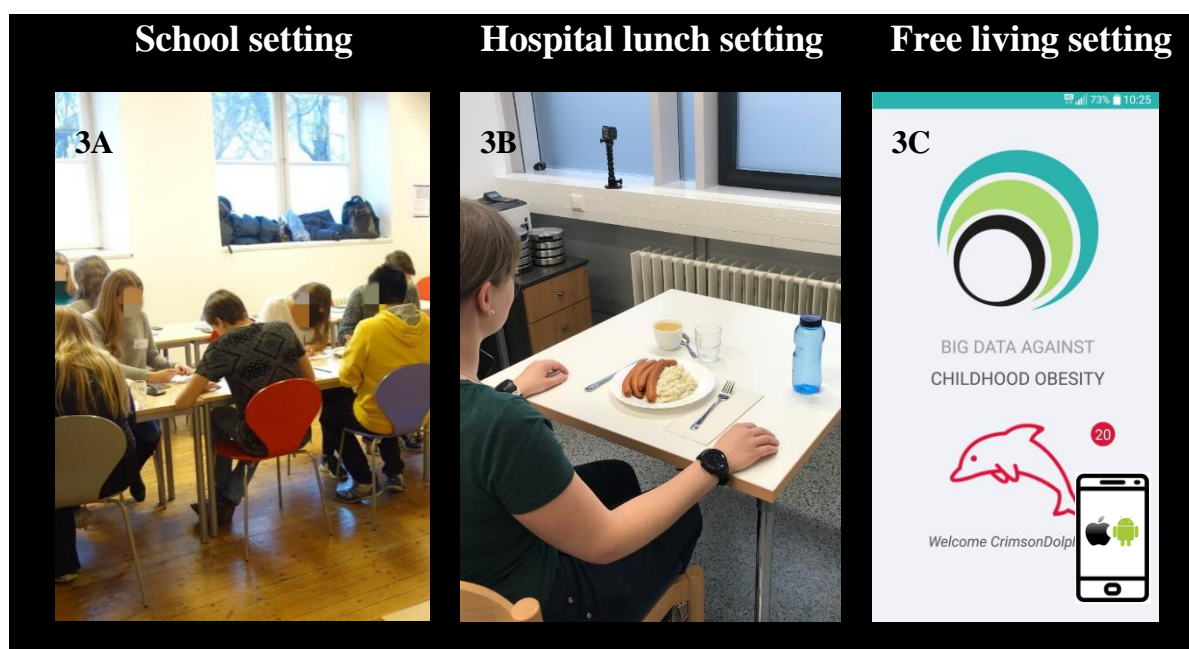 School setting
Hospital lunch setting
Free living setting
3A
3B
3C
73% 10:25
BIG DATA AGAINST
CHILDHOOD OBESITY
20
Welcome CrimsonDolph